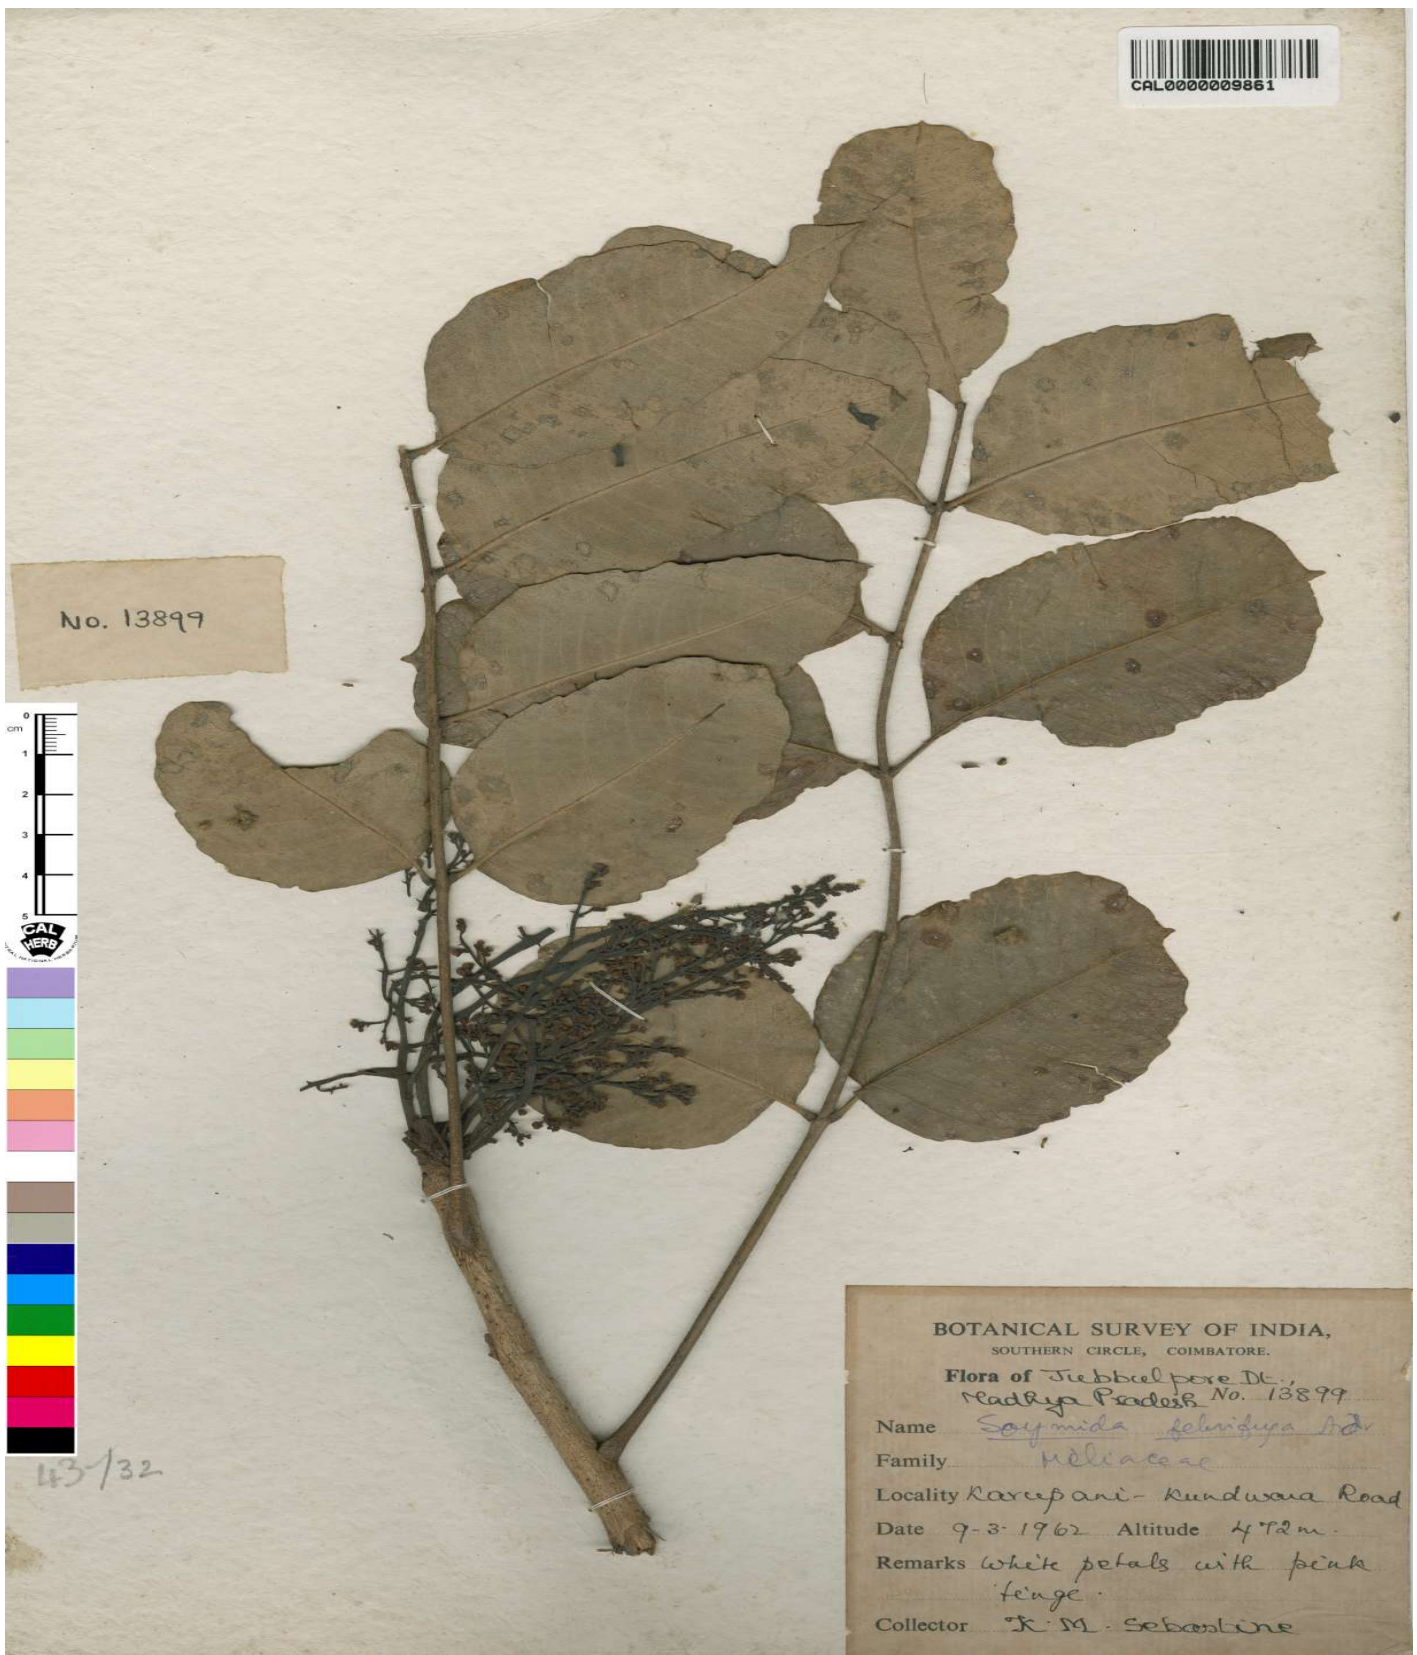 CAL0000009861
No. 13899
0
cm
1
2
3
4
5
CAL
HERB
43-/32
BOTANICAL SURVEY OF INDIA,
SOUTHERN CIRCLE, COIMBATORE.
Flora of Jubbulpore Dt.,
Madhya Pradesh No. 13899
Name Soymida febrifuga
Family Meliaceae
Locality Karupani - Kundwara Road
Date 9-3-1962 Altitude 472m.
Remarks White petals with pink
tinge.
Collector K. M. Sebastine